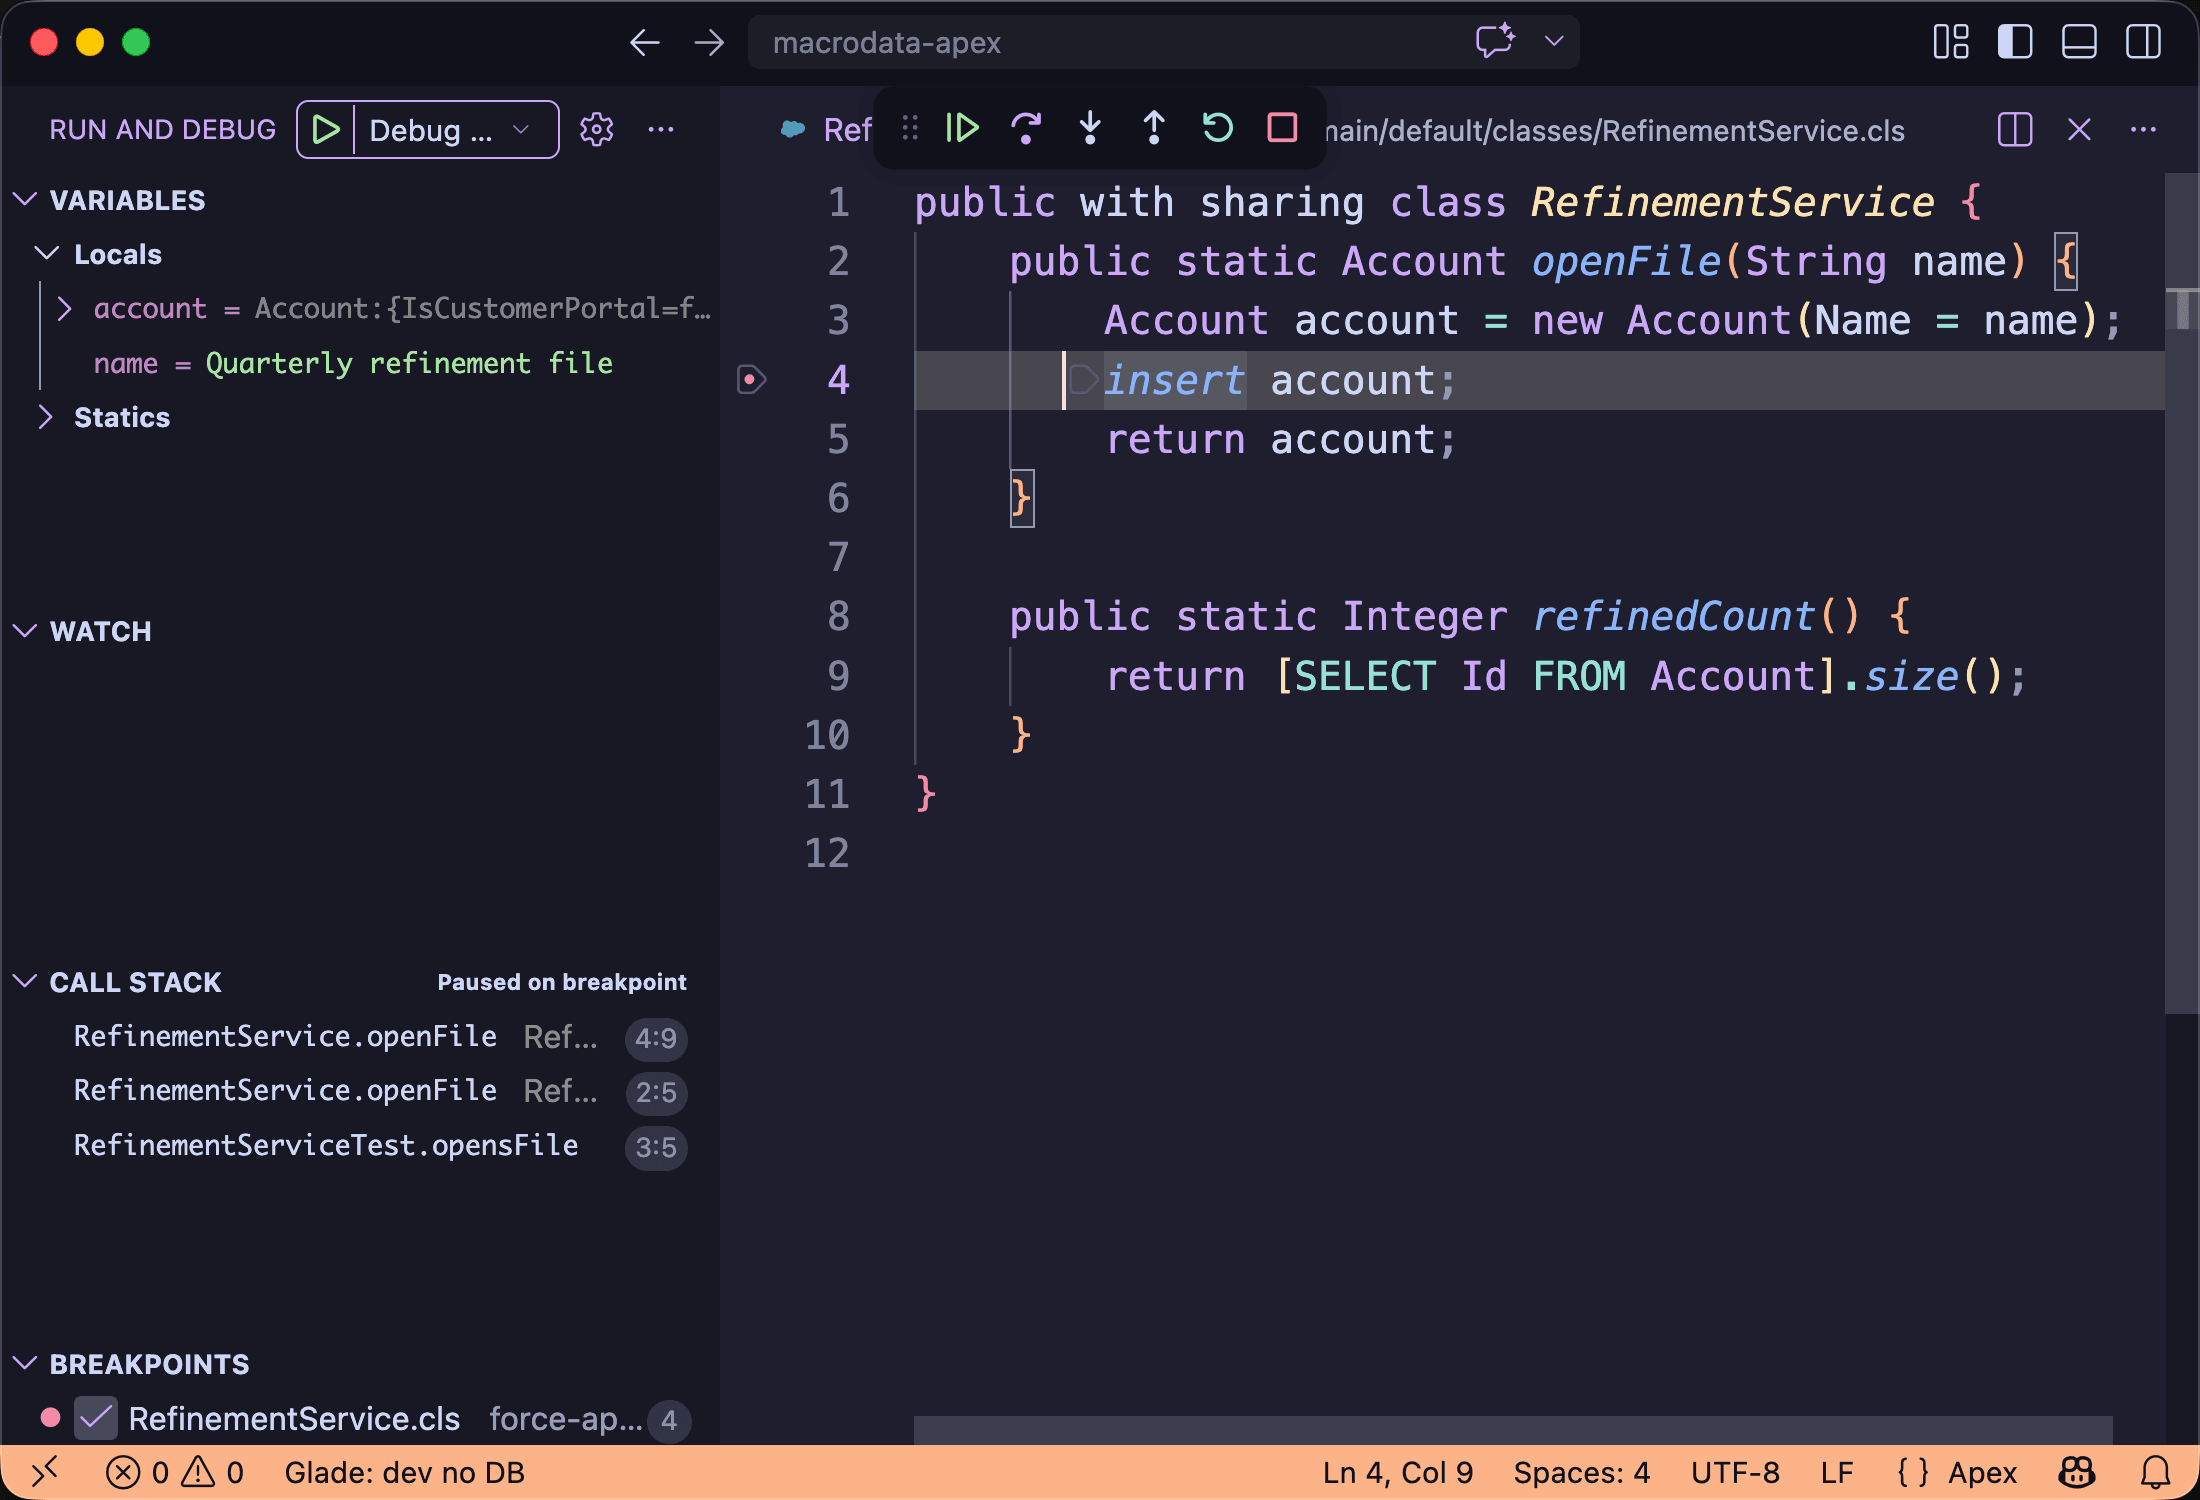 macrodata-apex
RUN AND DEBUG
Debug ...
VARIABLES
Locals
account = Account:{IsCustomerPortal=f...
name = Quarterly refinement file
Statics
WATCH
CALL STACK
Paused on breakpoint
RefinementService.openFile Ref... 4:9
RefinementService.openFile Ref... 2:5
RefinementServiceTest.opensFile 3:5
BREAKPOINTS
RefinementService.cls force-ap... 4
Ref
main/default/classes/RefinementService.cls
1 public with sharing class RefinementService {
2 public static Account openFile(String name) {
3 Account account = new Account(Name = name);
4 insert account;
5 return account;
6 }
7
8 public static Integer refinedCount() {
9 return [SELECT Id FROM Account].size();
10 }
11 }
12
0 0 Glade: dev no DB
Ln 4, Col 9 Spaces: 4 UTF-8 LF { } Apex